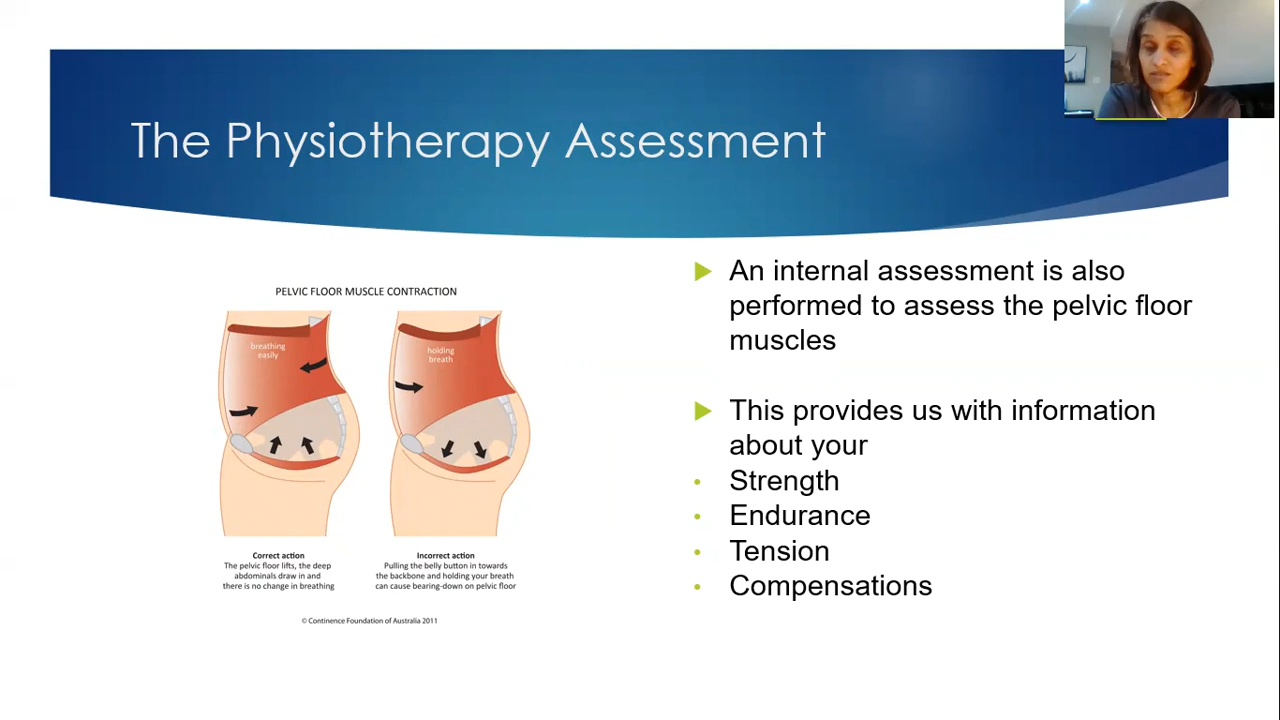 The Physiotherapy Assessment
PELVIC FLOOR MUSCLE CONTRACTION
breathing
easily
holding
breath
Correct action
The pelvic floor lifts, the deep
abdominals draw in and
there is no change in breathing
Incorrect action
Pulling the belly button in towards
the backbone and holding your breath
can cause bearing-down on pelvic floor
© Continence Foundation of Australia 2011
An internal assessment is also
performed to assess the pelvic floor
muscles
This provides us with information
about your
• Strength
• Endurance
• Tension
• Compensations